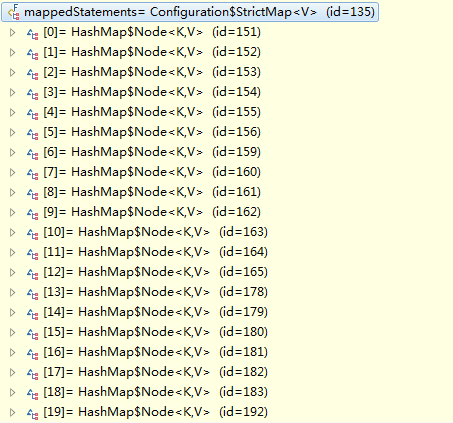 mappedStatements= Configuration$StrictMap<V> (id=135)
[0]= HashMap$Node<K,V> (id=151)
[1]= HashMap$Node<K,V> (id=152)
[2]= HashMap$Node<K,V> (id=153)
[3]= HashMap$Node<K,V> (id=154)
[4]= HashMap$Node<K,V> (id=155)
[5]= HashMap$Node<K,V> (id=156)
[6]= HashMap$Node<K,V> (id=159)
[7]= HashMap$Node<K,V> (id=160)
[8]= HashMap$Node<K,V> (id=161)
[9]= HashMap$Node<K,V> (id=162)
[10]= HashMap$Node<K,V> (id=163)
[11]= HashMap$Node<K,V> (id=164)
[12]= HashMap$Node<K,V> (id=165)
[13]= HashMap$Node<K,V> (id=178)
[14]= HashMap$Node<K,V> (id=179)
[15]= HashMap$Node<K,V> (id=180)
[16]= HashMap$Node<K,V> (id=181)
[17]= HashMap$Node<K,V> (id=182)
[18]= HashMap$Node<K,V> (id=183)
[19]= HashMap$Node<K,V> (id=192)